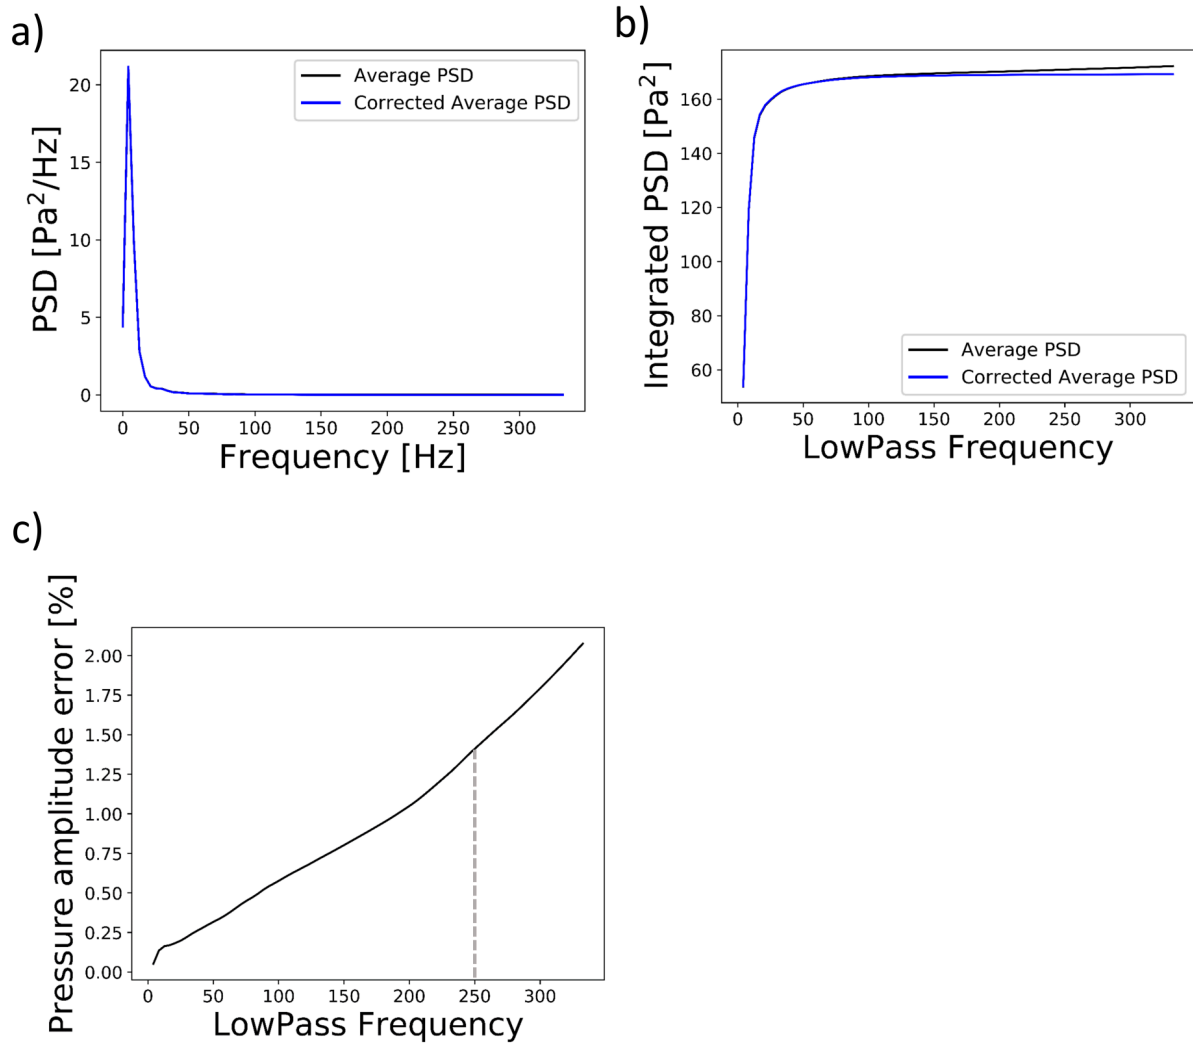 a)
PSD [Pa²/Hz]
20
15
10
5
0
Average PSD
Corrected Average PSD
0 50 100 150 200 250 300
Frequency [Hz]
b)
Integrated PSD [Pa²]
160
140
120
100
80
60
Average PSD
Corrected Average PSD
0 50 100 150 200 250 300
LowPass Frequency
c)
Pressure amplitude error [%]
2.00
1.75
1.50
1.25
1.00
0.75
0.50
0.25
0.00
0 50 100 150 200 250 300
LowPass Frequency